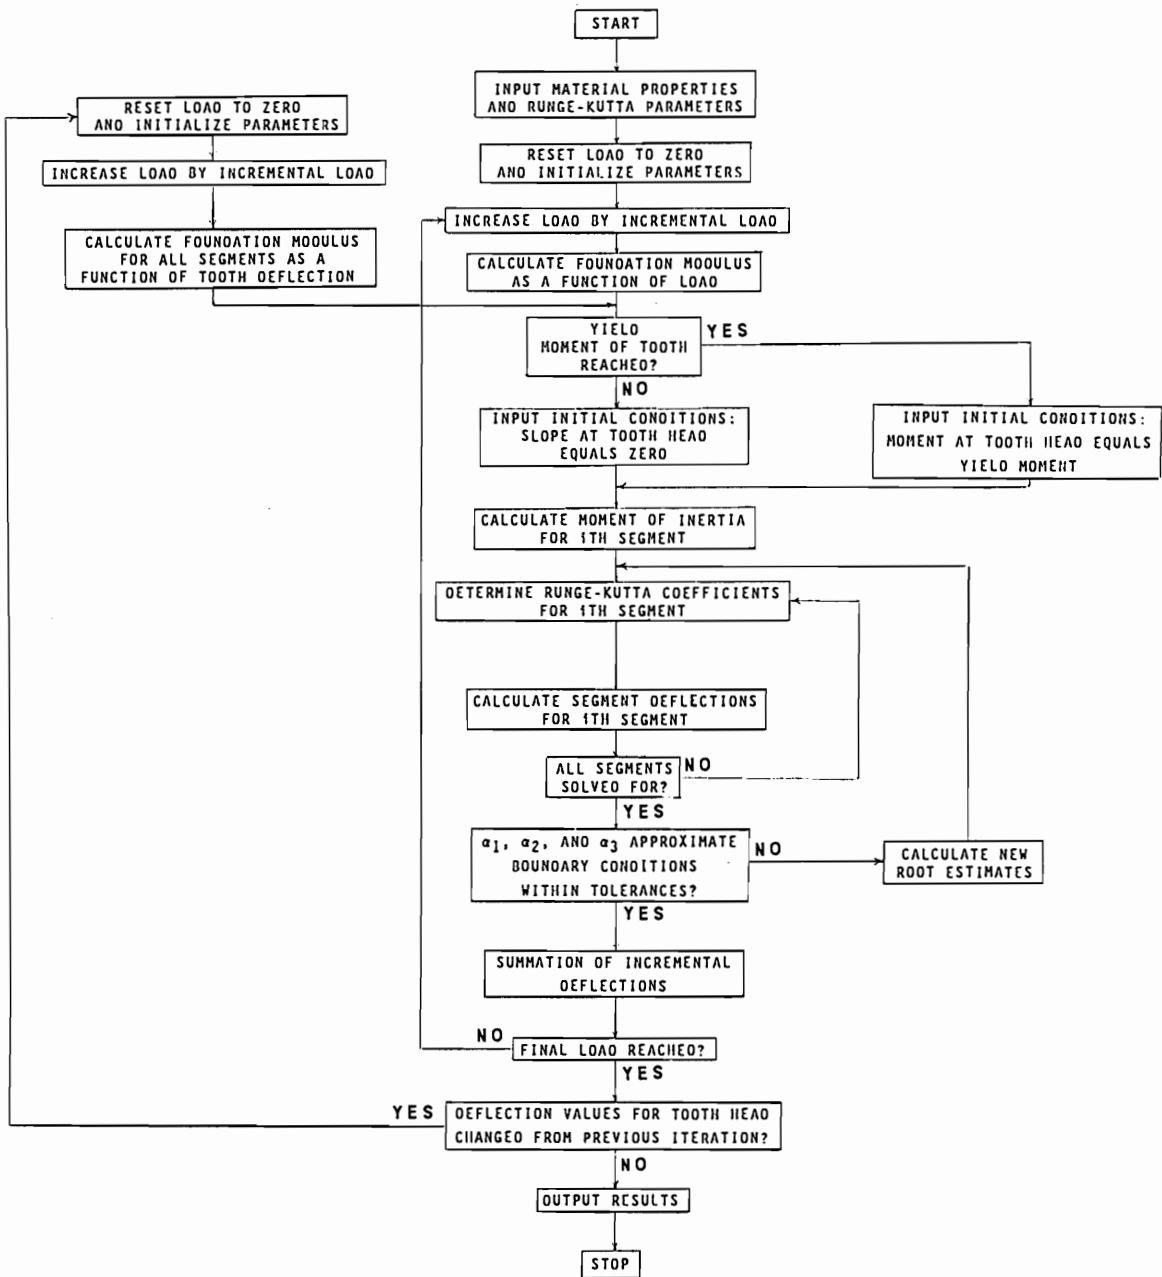 START
INPUT MATERIAL PROPERTIES
AND RUNGE-KUTTA PARAMETERS
RESET LOAD TO ZERO
AND INITIALIZE PARAMETERS
INCREASE LOAD BY INCREMENTAL LOAD
CALCULATE FOUNDATION MODULUS
FOR ALL SEGMENTS AS A
FUNCTION OF TOOTH DEFLECTION
RESET LOAD TO ZERO
AND INITIALIZE PARAMETERS
INCREASE LOAD BY INCREMENTAL LOAD
CALCULATE FOUNDATION MODULUS
AS A FUNCTION OF LOAD
YIELD
MOMENT OF TOOTH
REACHED?
YES
NO
INPUT INITIAL CONDITIONS:
SLOPE AT TOOTH HEAD
EQUALS ZERO
INPUT INITIAL CONDITIONS:
MOMENT AT TOOTH HEAD EQUALS
YIELD MOMENT
CALCULATE MOMENT OF INERTIA
FOR iTH SEGMENT
DETERMINE RUNGE-KUTTA COEFFICIENTS
FOR iTH SEGMENT
CALCULATE SEGMENT DEFLECTIONS
FOR iTH SEGMENT
ALL SEGMENTS
SOLVED FOR?
NO
YES
α1, α2, AND α3 APPROXIMATE
BOUNDARY CONDITIONS
WITHIN TOLERANCES?
NO
CALCULATE NEW
ROOT ESTIMATES
YES
SUMMATION OF INCREMENTAL
DEFLECTIONS
NO
FINAL LOAD REACHED?
YES
YES
DEFLECTION VALUES FOR TOOTH HEAD
CHANGED FROM PREVIOUS ITERATION?
NO
OUTPUT RESULTS
STOP